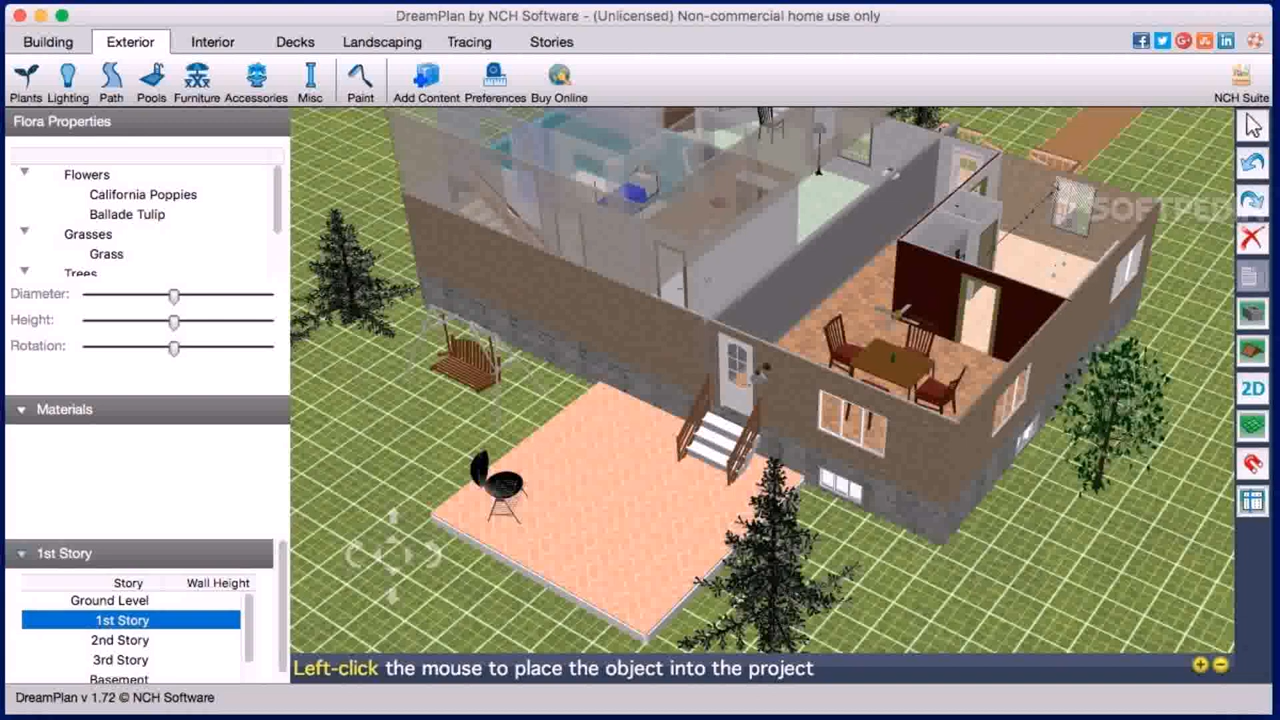 DreamPlan by NCH Software - (Unlicensed) Non-commercial home use only
Building Exterior Interior Decks Landscaping Tracing Stories
Plants Lighting Path Pools Furniture Accessories Misc Paint Add Content Preferences Buy Online NCH Suite
Flora Properties
Flowers
California Poppies
Ballade Tulip
Grasses
Grass
Trees
Diameter:
Height:
Rotation:
Materials
1st Story
Story Wall Height
Ground Level
1st Story
2nd Story
3rd Story
Basement
SOFTPEDIA
2D
Left-click the mouse to place the object into the project
DreamPlan v 1.72 © NCH Software